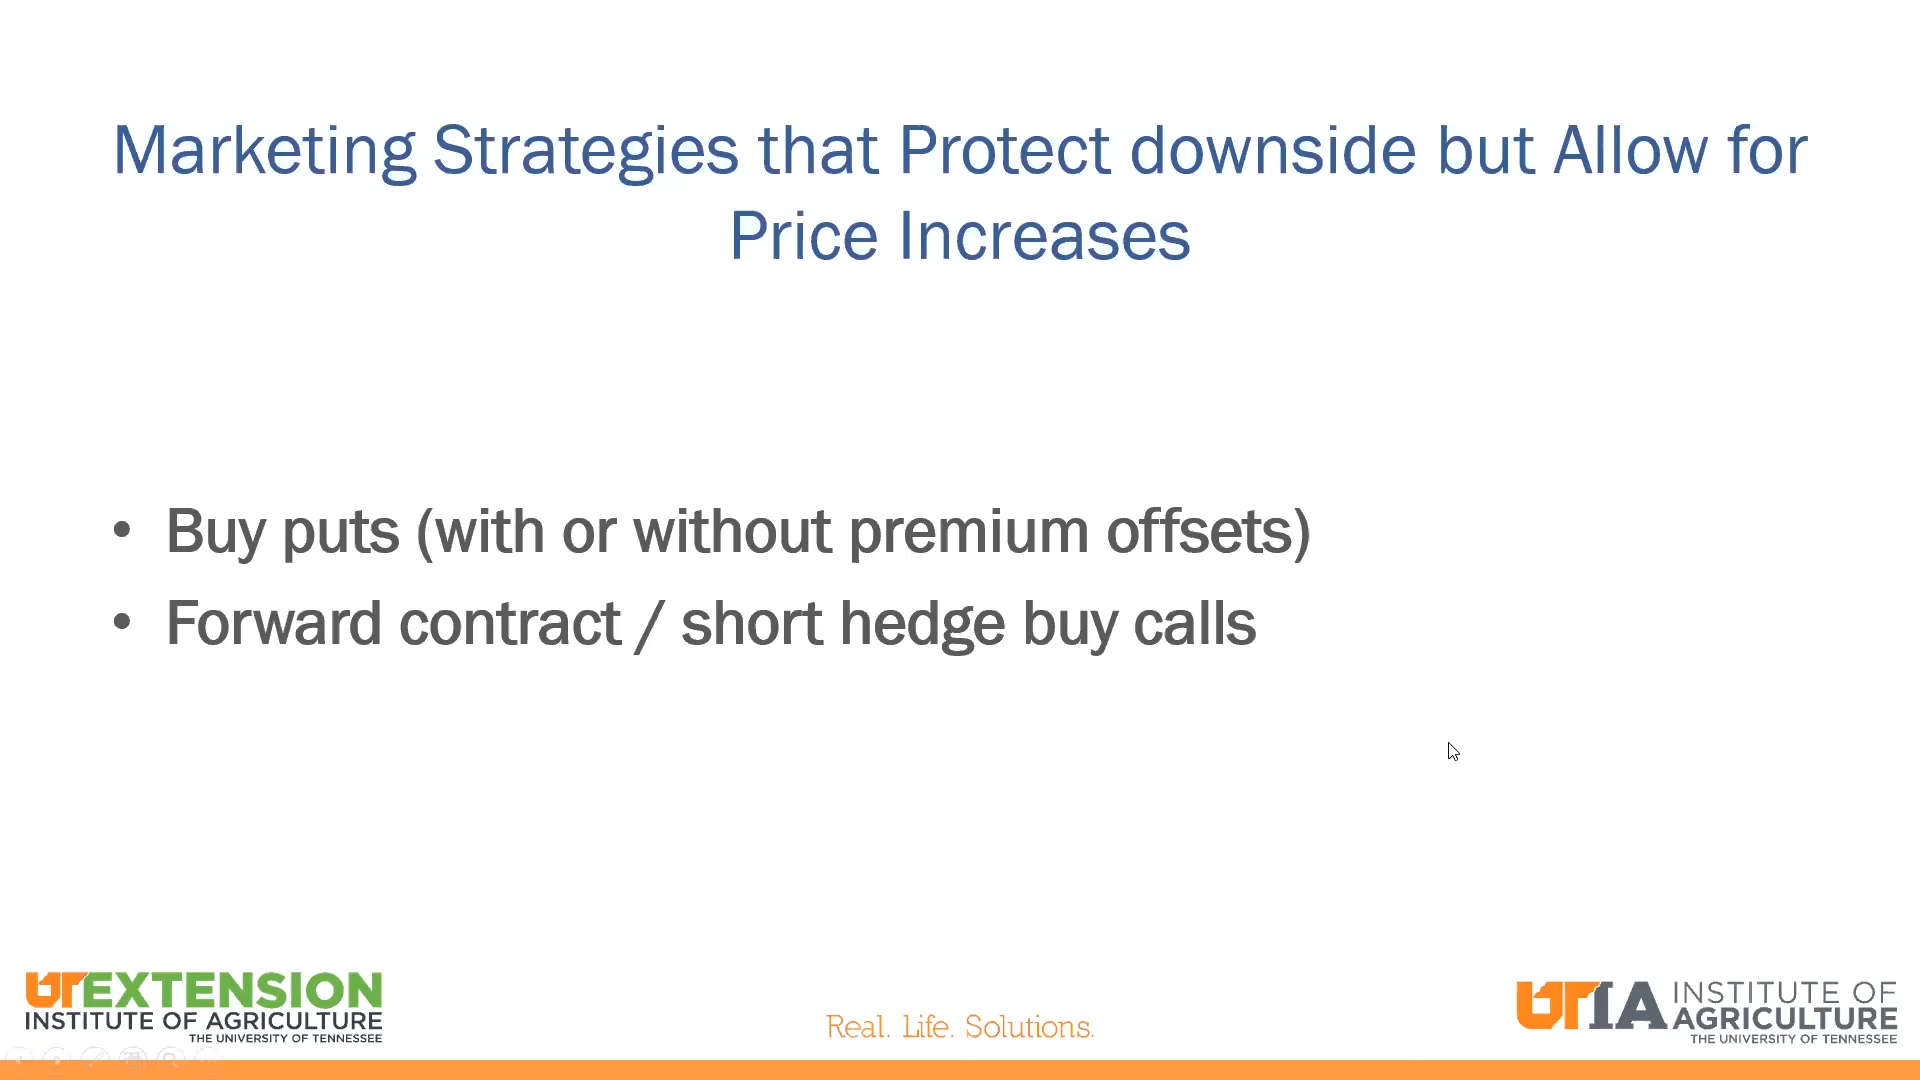 Marketing Strategies that Protect downside but Allow for
Price Increases
• Buy puts (with or without premium offsets)
• Forward contract / short hedge buy calls
UTEXTENSION
INSTITUTE OF AGRICULTURE
THE UNIVERSITY OF TENNESSEE
Real. Life. Solutions.
UTIA INSTITUTE OF
AGRICULTURE
THE UNIVERSITY OF TENNESSEE